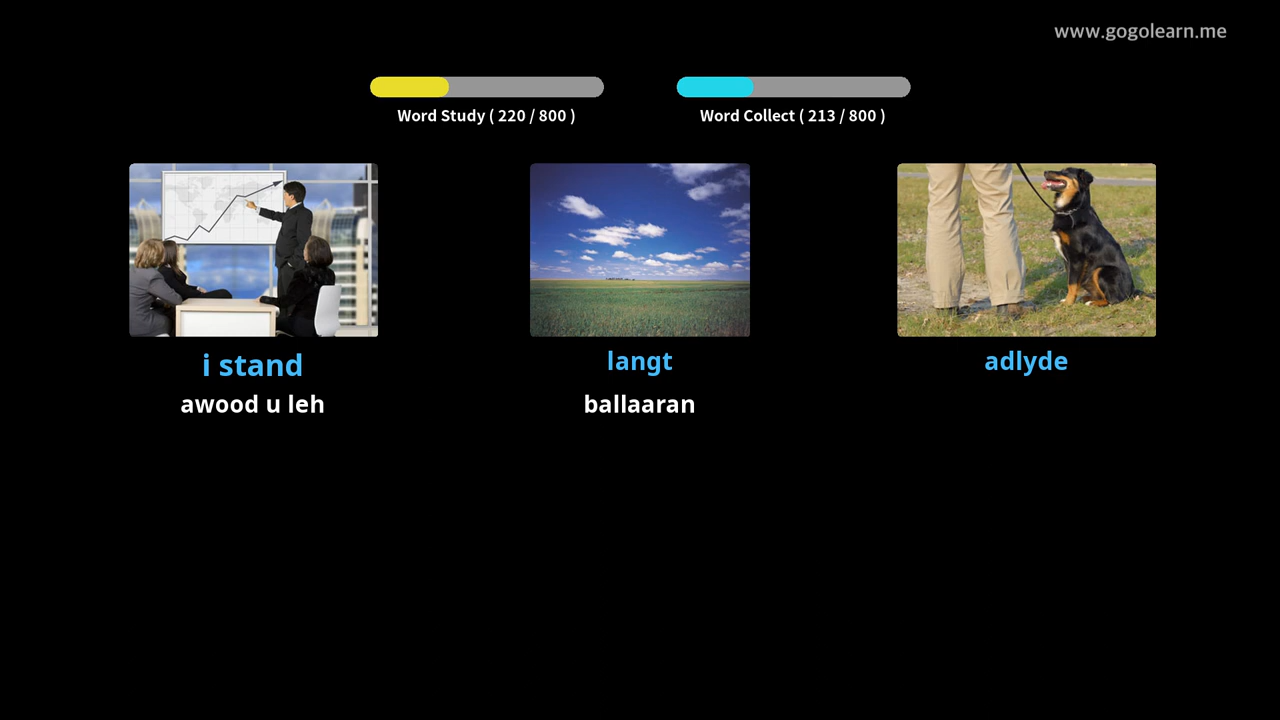 www.gogolearn.me
Word Study ( 220 / 800 )
Word Collect ( 213 / 800 )
i stand
langt
adlyde
awood u leh
ballaaran